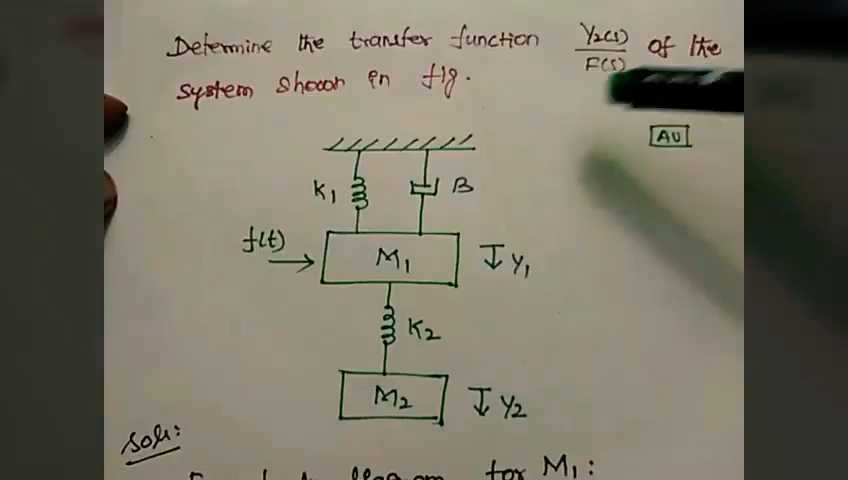 Determine the transfer function Y2(s)/F(s) of the
system shown in fig.
AU
K1
B
f(t)
M1
Y1
K2
M2
Y2
Soln:
diagram for M1: